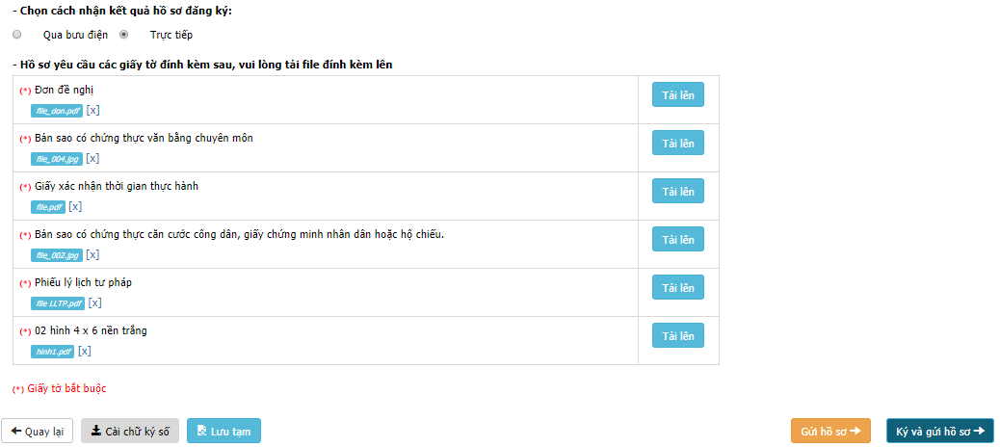 - Chọn cách nhận kết quả hồ sơ đăng ký:
Qua bưu điện Trực tiếp
- Hồ sơ yêu cầu các giấy tờ đính kèm sau, vui lòng tải file đính kèm lên
(*) Đơn đề nghị
Tải lên
file_don.pdf [x]
(*) Bản sao có chứng thực văn bằng chuyên môn
Tải lên
file_004.jpg [x]
(*) Giấy xác nhận thời gian thực hành
Tải lên
file.pdf [x]
(*) Bản sao có chứng thực căn cước công dân, giấy chứng minh nhân dân hoặc hộ chiếu.
Tải lên
file_002.jpg [x]
(*) Phiếu lý lịch tư pháp
Tải lên
file LLTP.pdf [x]
(*) 02 hình 4 x 6 nền trắng
Tải lên
hinh1.pdf [x]
(*) Giấy tờ bắt buộc
Quay lại Cài chữ ký số Lưu tạm Gửi hồ sơ Ký và gửi hồ sơ